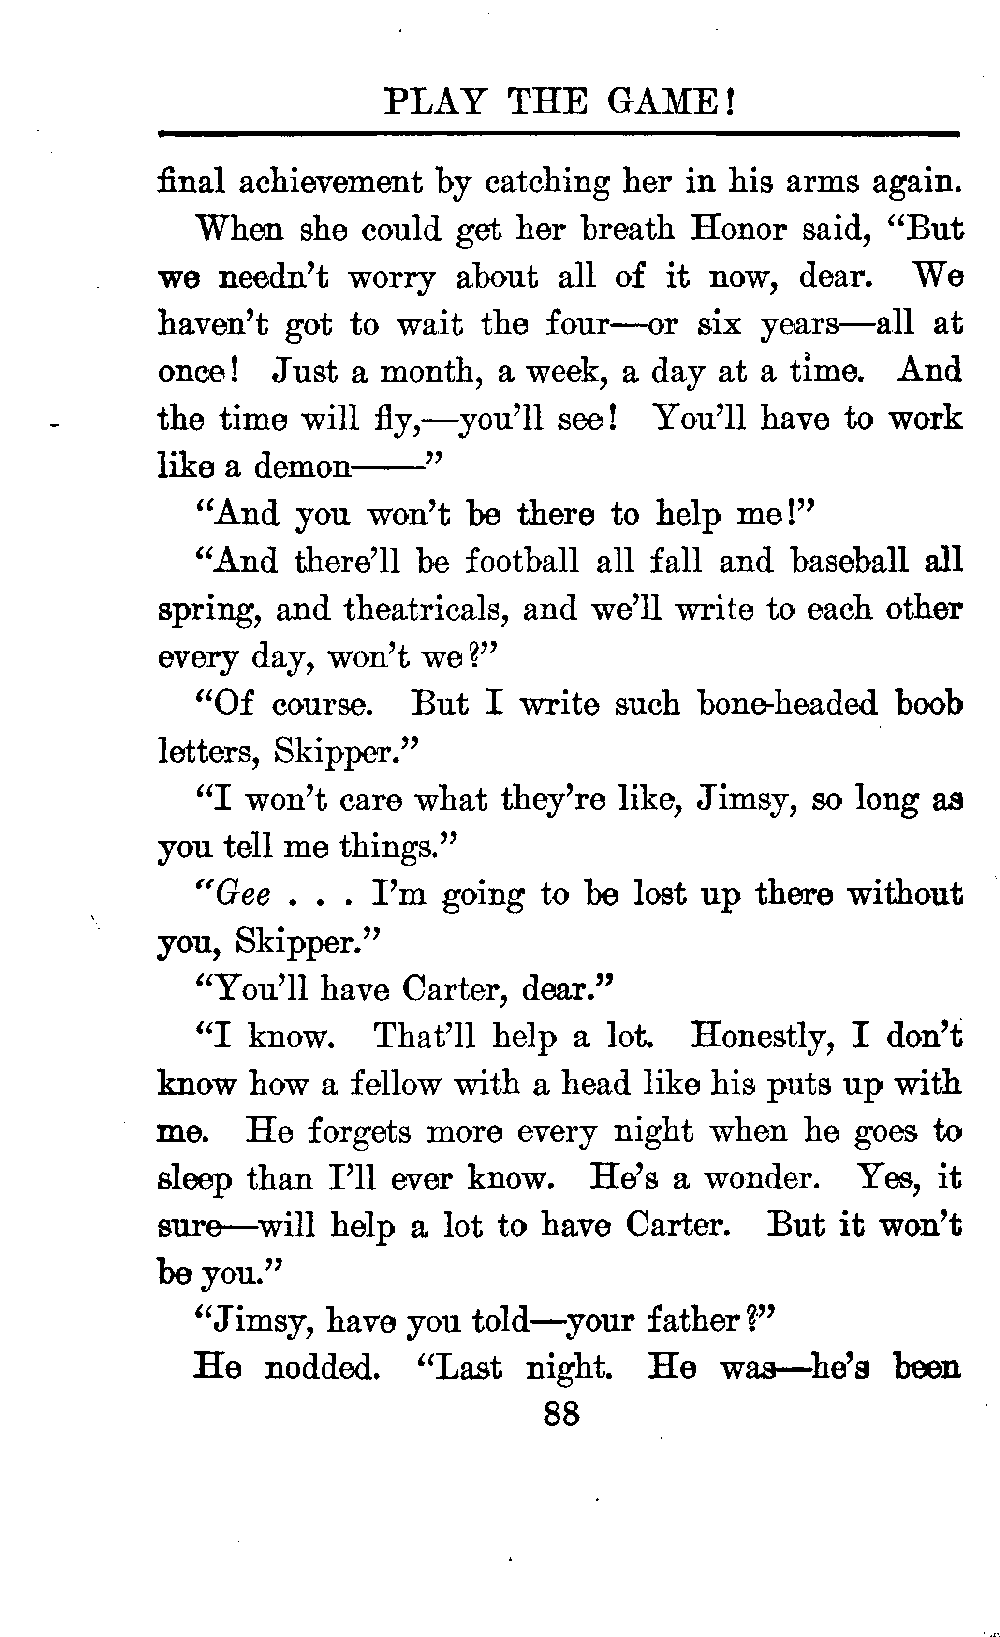 PLAY THE GAME!
final achievement by catching her in his arms again.
When she could get her breath Honor said, “But
we needn’t worry about all of it now, dear. We
haven’t got to wait the four—or six years—all at
once! Just a month, a week, a day at a time. And
the time will fly,—you’ll see! You’ll have to work
like a demon——”
“And you won’t be there to help me!”
“And there’ll be football all fall and baseball all
spring, and theatricals, and we’ll write to each other
every day, won’t we?”
“Of course. But I write such bone-headed boob
letters, Skipper.”
“I won’t care what they’re like, Jimsy, so long as
you tell me things.”
“Gee . . . I’m going to be lost up there without
you, Skipper.”
“You’ll have Carter, dear.”
“I know. That’ll help a lot. Honestly, I don’t
know how a fellow with a head like his puts up with
me. He forgets more every night when he goes to
sleep than I’ll ever know. He’s a wonder. Yes, it
sure—will help a lot to have Carter. But it won’t
be you.”
“Jimsy, have you told—your father?”
He nodded. “Last night. He was—he’s been
88